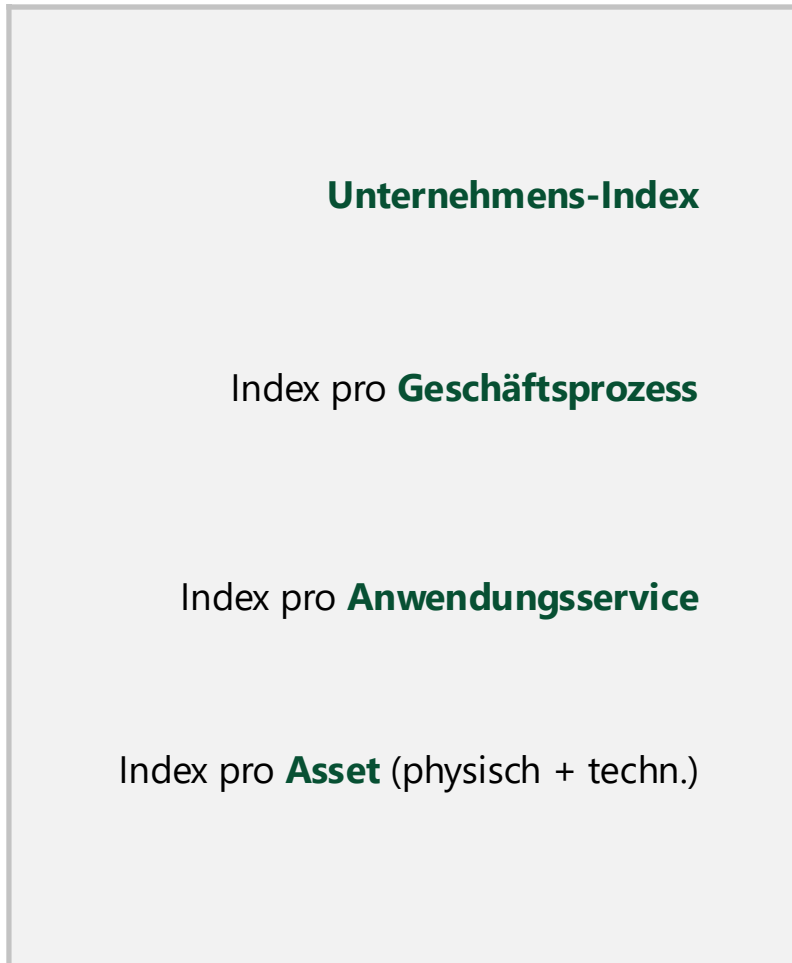 Unternehmens-Index
Index pro Geschäftsprozess
Index pro Anwendungsservice
Index pro Asset (physisch + techn.)